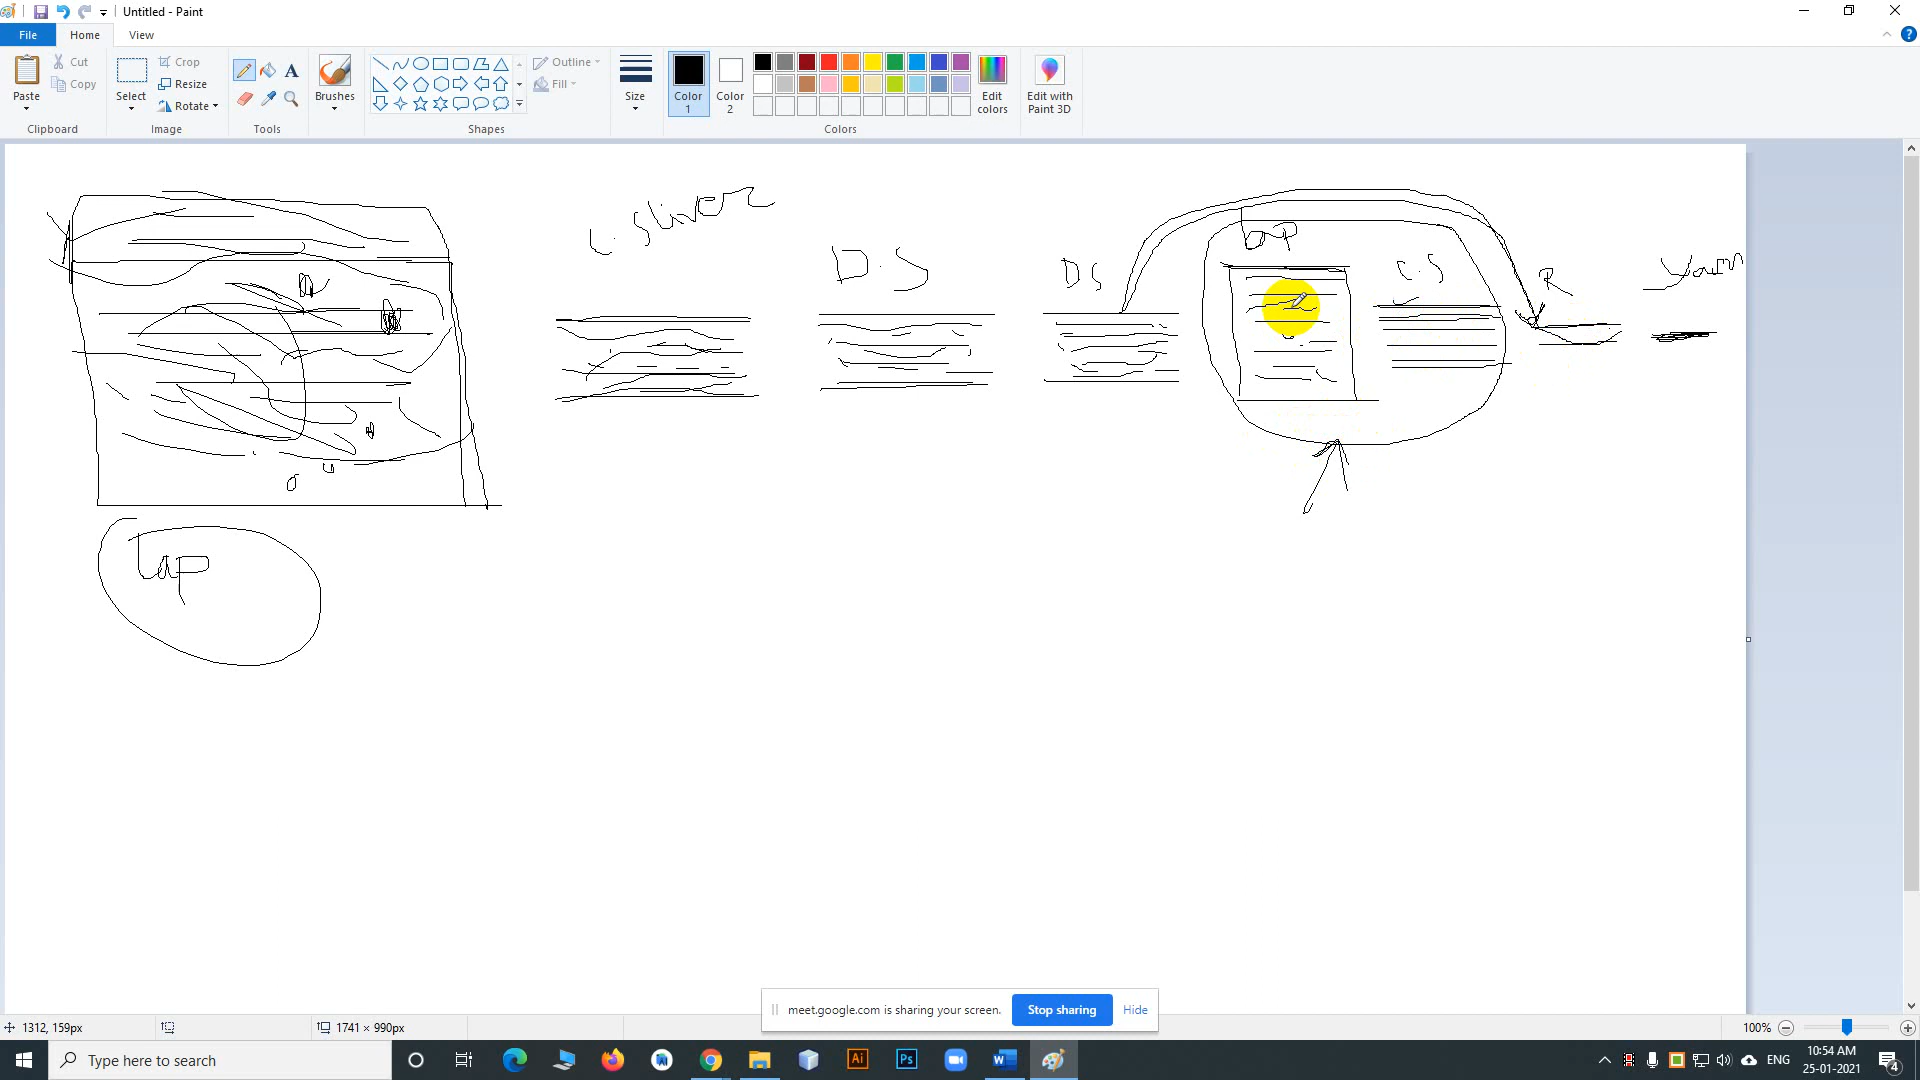 Untitled - Paint
File Home View
Paste
Cut
Copy
Clipboard
Select
Crop
Resize
Rotate
Image
A
Tools
Brushes
Shapes
Outline
Fill
Size
Color 1
Color 2
Colors
Edit colors
Edit with Paint 3D
C. Sliver
D.S
D S
Lap
C.S
R
Yarn
Lap
meet.google.com is sharing your screen. Stop sharing Hide
1312, 159px
1741 × 990px
100%
Type here to search
Ai
Ps
W
ENG
10:54 AM
25-01-2021
4